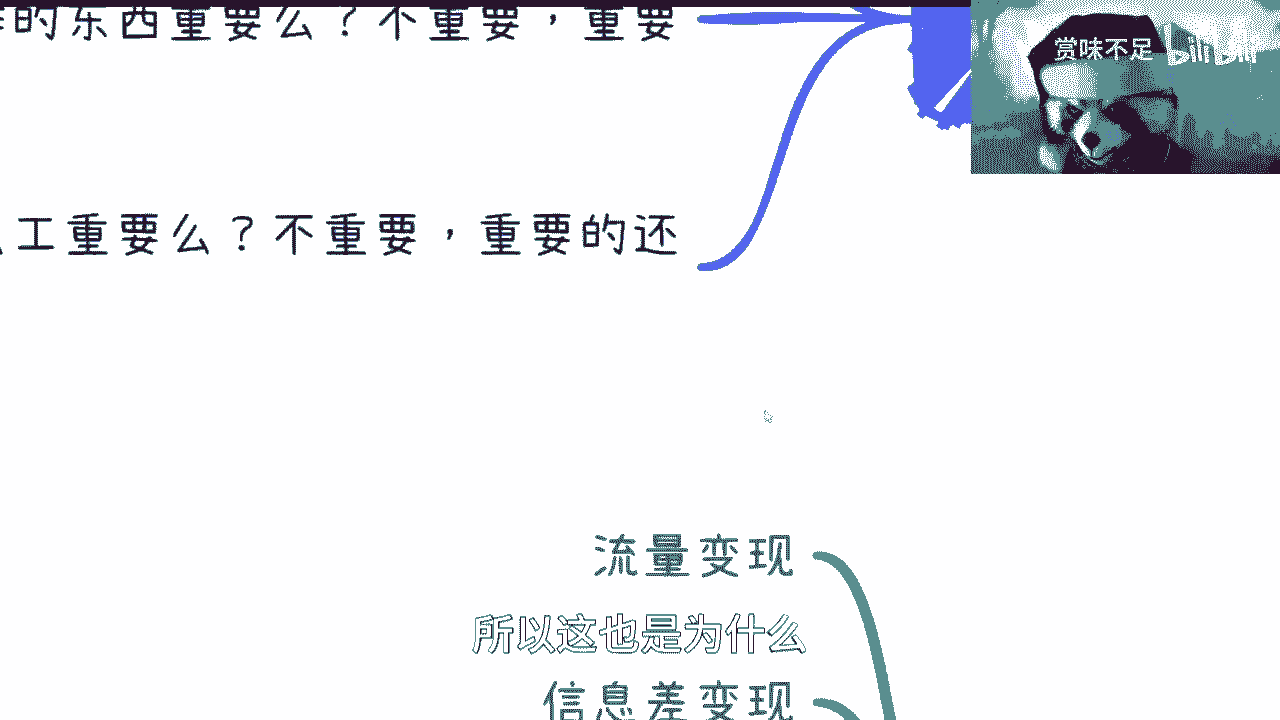 的东西重要么？不重要，重要
赏味不足 bilibili
工重要么？不重要，重要的还
流量变现
所以这也是为什么
信息差变现